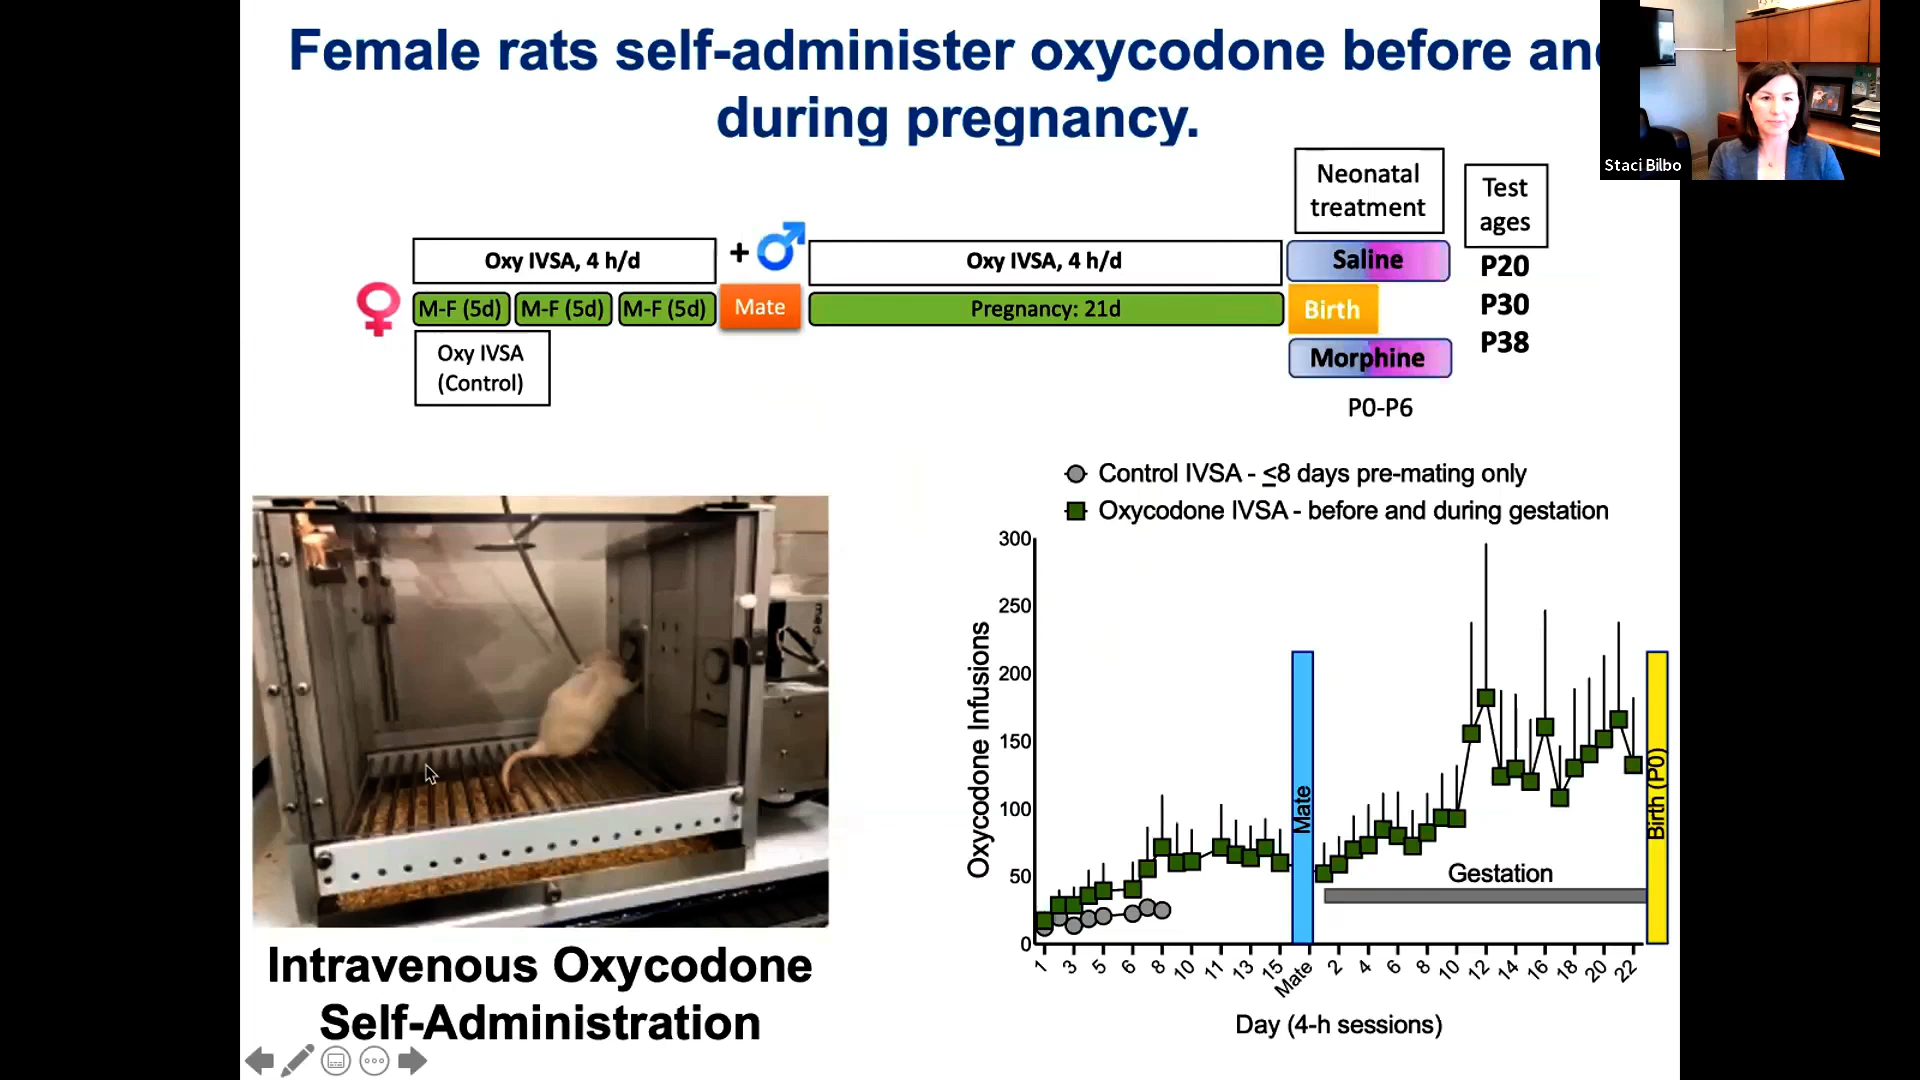 Female rats self-administer oxycodone before an
during pregnancy.
Staci Bilbo
Neonatal
treatment
Test
ages
Oxy IVSA, 4 h/d
+
Oxy IVSA, 4 h/d
Saline
P20
M-F (5d)
M-F (5d)
M-F (5d)
Mate
Pregnancy: 21d
Birth
P30
Oxy IVSA
(Control)
Morphine
P38
P0-P6
Control IVSA - ≤8 days pre-mating only
Oxycodone IVSA - before and during gestation
Oxycodone Infusions
300
250
200
150
100
50
0
Mate
Gestation
Birth (P0)
1 3 5 6 8 10 11 13 15 Mate 2 4 6 8 10 12 14 16 18 20 22
Day (4-h sessions)
Intravenous Oxycodone
Self-Administration